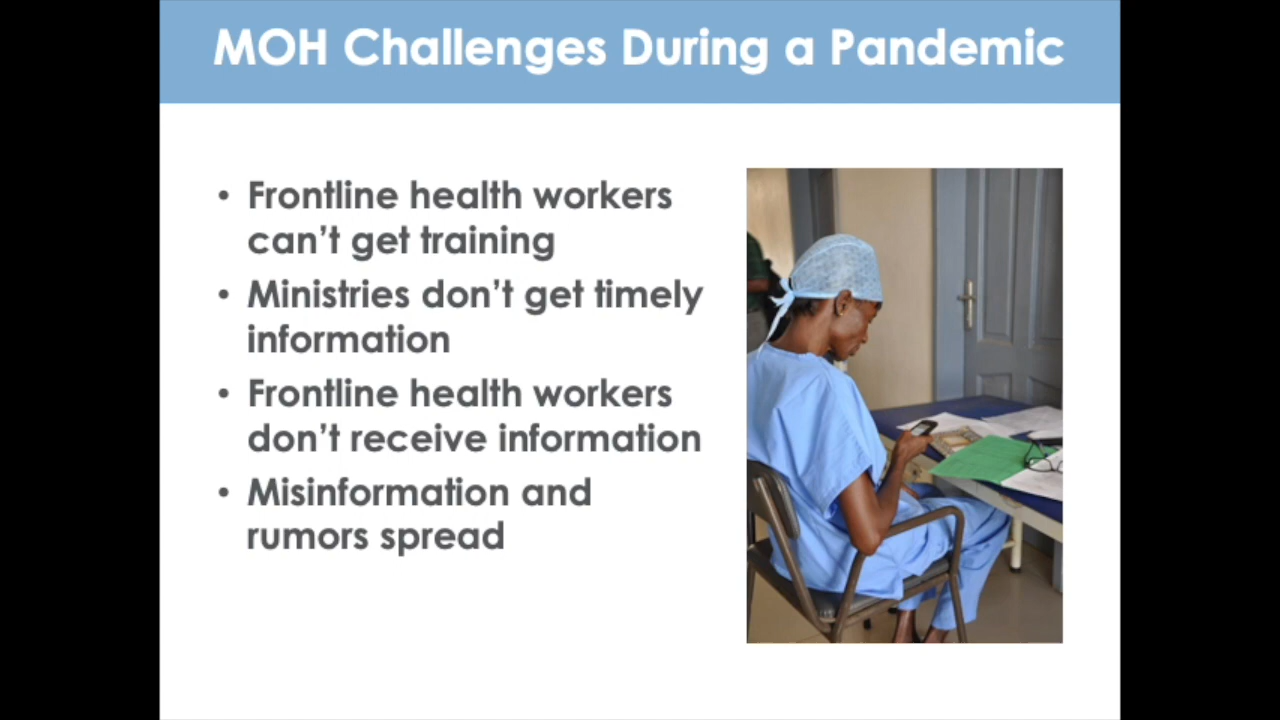 MOH Challenges During a Pandemic
• Frontline health workers
can’t get training
• Ministries don’t get timely
information
• Frontline health workers
don’t receive information
• Misinformation and
rumors spread